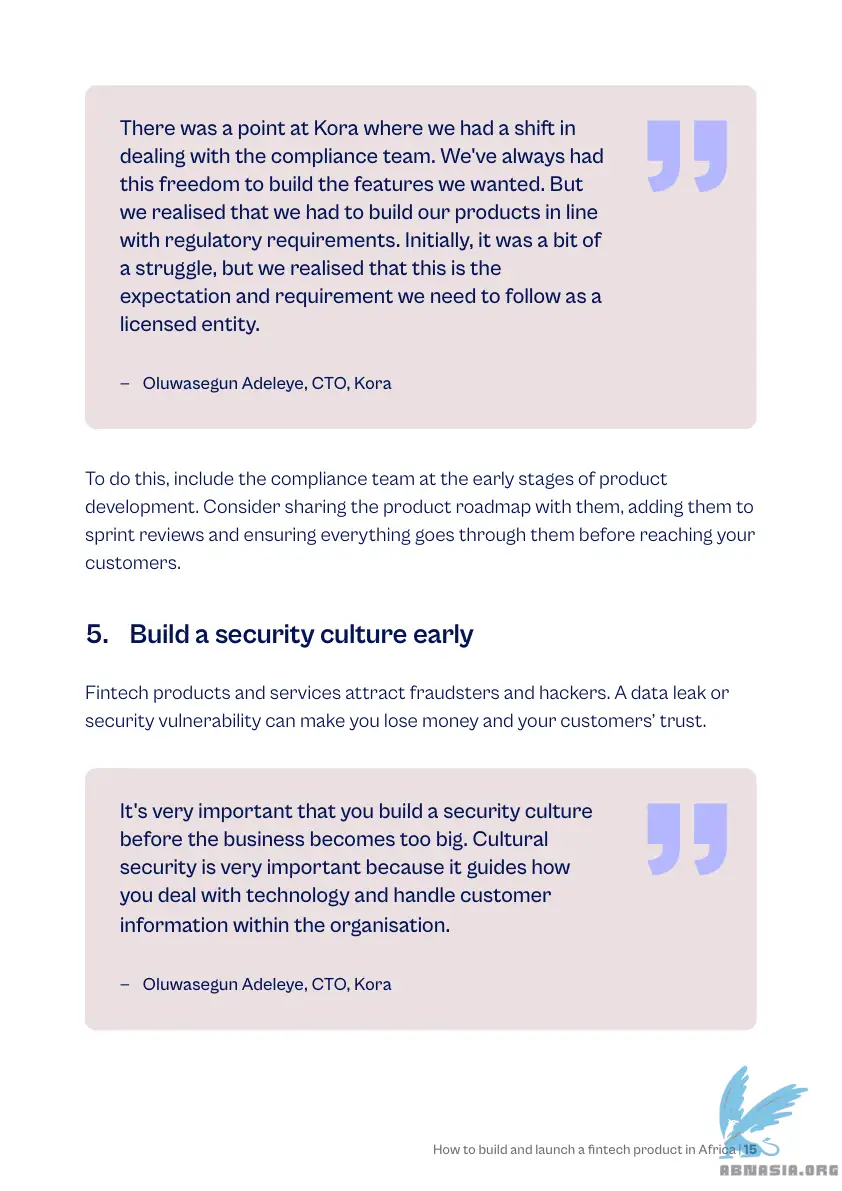 There was a point at Kora where we had a shift in
dealing with the compliance team. We've always had
this freedom to build the features we wanted. But
we realised that we had to build our products in line
with regulatory requirements. Initially, it was a bit of
a struggle, but we realised that this is the
expectation and requirement we need to follow as a
licensed entity.
– Oluwasegun Adeleye, CTO, Kora
To do this, include the compliance team at the early stages of product
development. Consider sharing the product roadmap with them, adding them to
sprint reviews and ensuring everything goes through them before reaching your
customers.
5. Build a security culture early
Fintech products and services attract fraudsters and hackers. A data leak or
security vulnerability can make you lose money and your customers' trust.
It's very important that you build a security culture
before the business becomes too big. Cultural
security is very important because it guides how
you deal with technology and handle customer
information within the organisation.
– Oluwasegun Adeleye, CTO, Kora
How to build and launch a fintech product in Africa | 15
ABNASIA.ORG